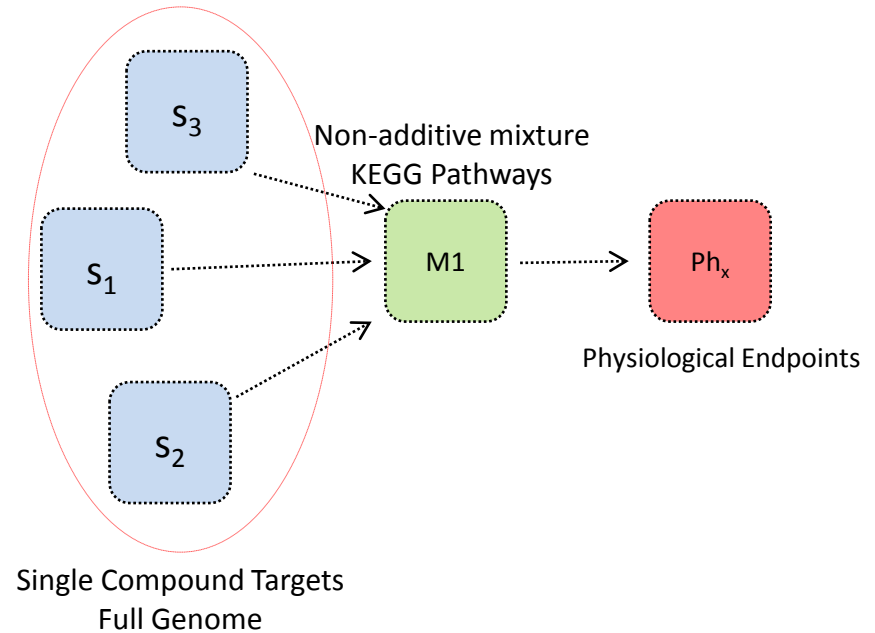 S3
Non-additive mixture
KEGG Pathways
S1
M1
Phx
Physiological Endpoints
S2
Single Compound Targets
Full Genome